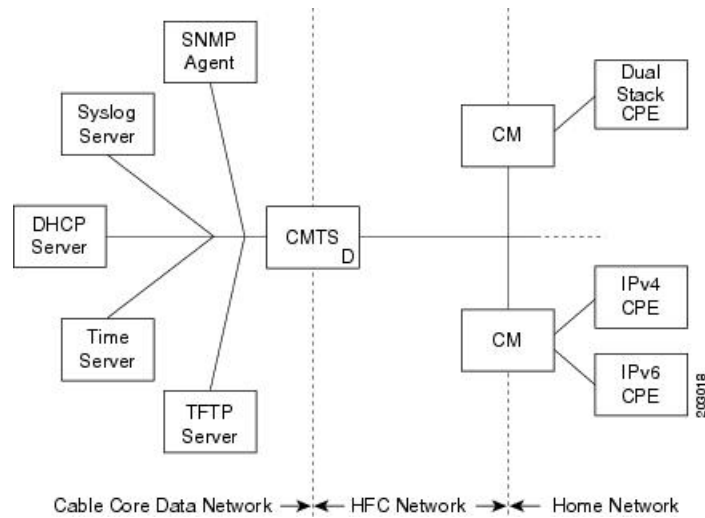 SNMP
Agent
Syslog
Server
DHCP
Server
Time
Server
TFTP
Server
CMTS
D
CM
Dual
Stack
CPE
CM
IPv4
CPE
IPv6
CPE
203018
Cable Core Data Network
HFC Network
Home Network